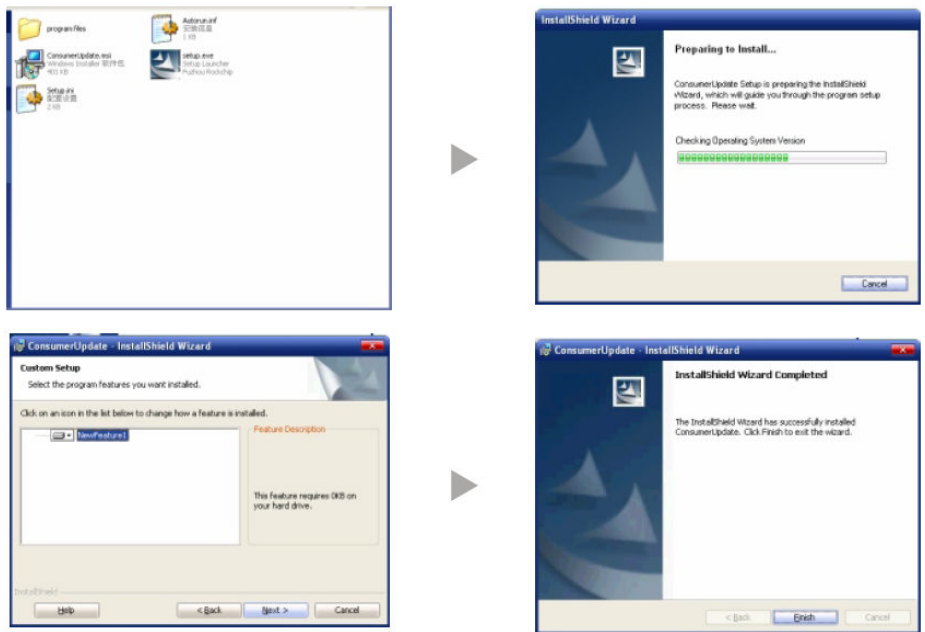 program files
Autorun.inf
安装信息
1 KB
ConsumerUpdate.msi
Windows Installer 软件包
401 KB
setup.exe
Setup Launcher
Fuzhou Rockchip
Setup.ini
配置设置
2 KB
InstallShield Wizard
Preparing to Install...
ConsumerUpdate Setup is preparing the InstallShield
Wizard, which will guide you through the program setup
process. Please wait.
Checking Operating System Version
Cancel
ConsumerUpdate - InstallShield Wizard
Custom Setup
Select the program features you want installed.
Click on an icon in the list below to change how a feature is installed.
NewFeature1
Feature Description
This feature requires 0KB on
your hard drive.
InstallShield
Help
< Back
Next >
Cancel
ConsumerUpdate - InstallShield Wizard
InstallShield Wizard Completed
The InstallShield Wizard has successfully installed
ConsumerUpdate. Click Finish to exit the wizard.
< Back
Finish
Cancel